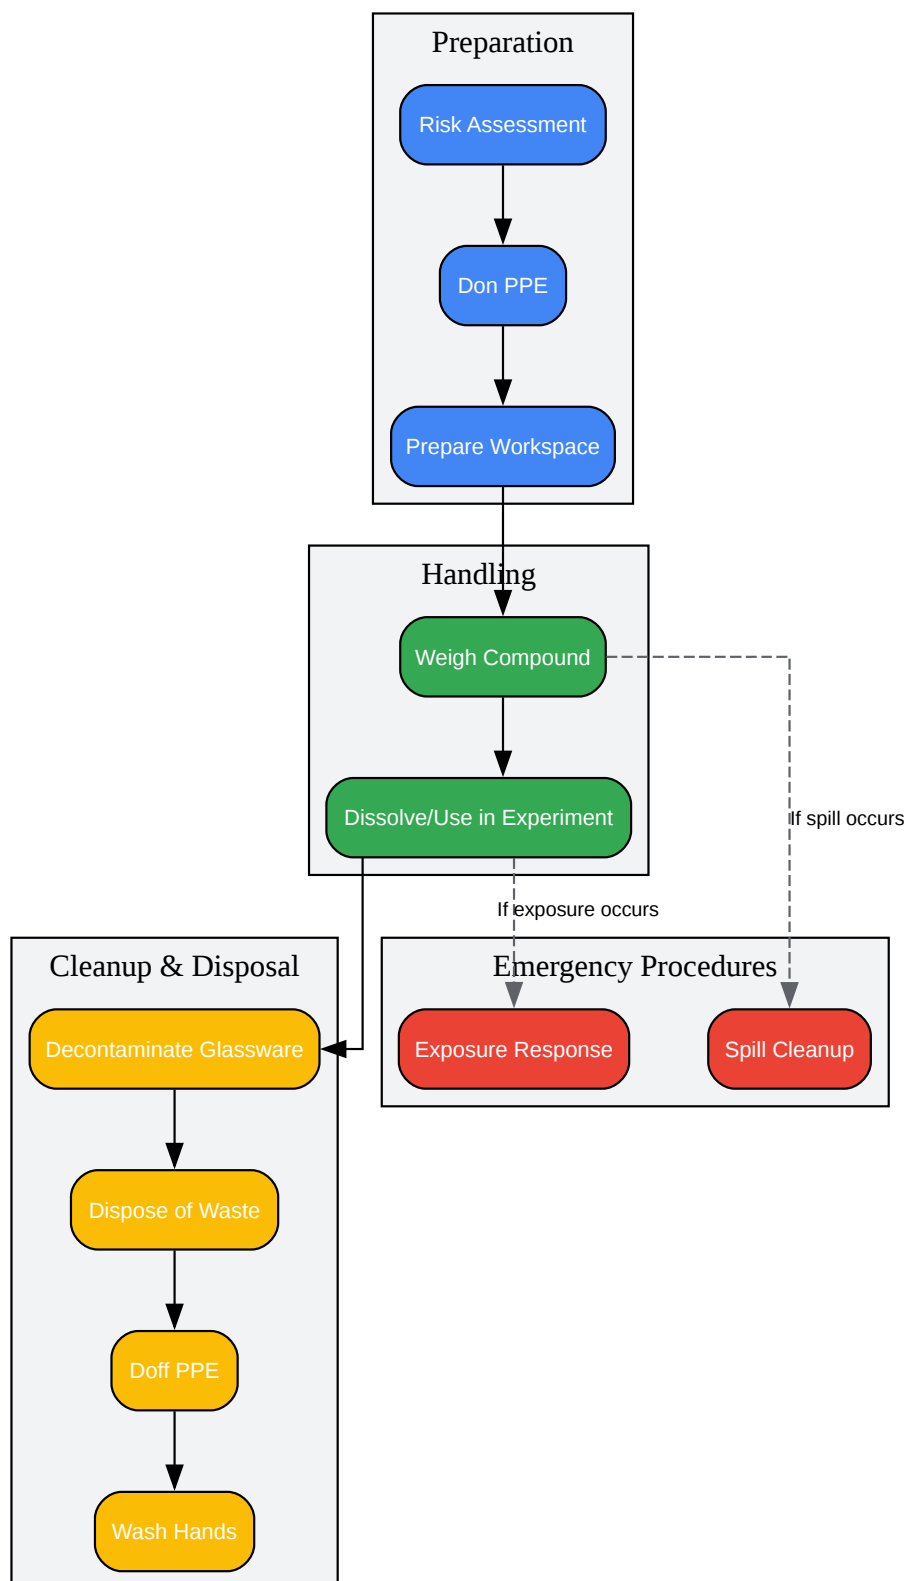 Preparation
Risk Assessment
Don PPE
Prepare Workspace
Handling
Weigh Compound
Dissolve/Use in Experiment
If spill occurs
If exposure occurs
Cleanup & Disposal
Emergency Procedures
Decontaminate Glassware
Exposure Response
Spill Cleanup
Dispose of Waste
Doff PPE
Wash Hands